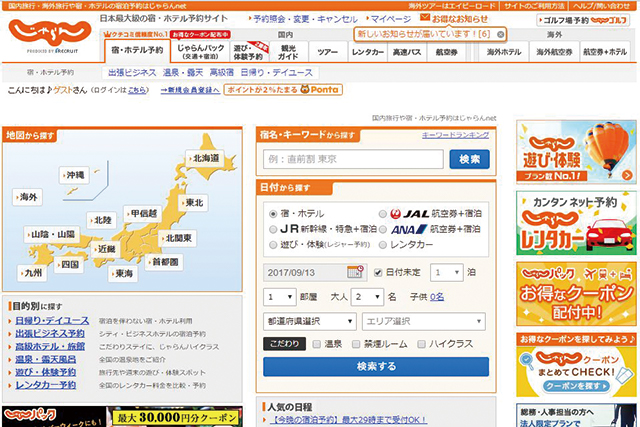 国内旅行・海外旅行や宿・ホテルの宿泊予約はじゃらんnet
海外ツアーはエイビーロード | サイトのご利用方法 | ヘルプ/問い合わせ
じゃらん
PRODUCED BY RECRUIT
日本最大級の宿・ホテル予約サイト
予約照会・変更・キャンセル
マイページ
お得なお知らせ
ゴルフ場予約
じゃらんゴルフ
新しいお知らせが届いています！[6]
クチコミ信頼度No.1
お得なクーポン配布中!
国内
海外
宿・ホテル予約
じゃらんパック
(交通+宿泊)
遊び・体験予約
観光ガイド
ツアー
レンタカー
高速バス
航空券
海外ホテル
海外航空券
航空券+ホテル
宿・ホテル予約
出張ビジネス
温泉・露天
高級宿
日帰り・デイユース
こんにちは♪ゲストさん (ログインはこちら)
→新規会員登録へ
ポイントが2%たまる Ponta
国内旅行や宿・ホテル予約はじゃらんnet
地図から探す
北海道
沖縄
海外
東北
甲信越
北陸
山陰・山陽
北関東
近畿
首都圏
四国
九州
東海
目的別に探す
日帰り・デイユース 宿泊を伴わない宿・ホテル利用
出張ビジネス予約 シティ・ビジネスホテルの宿泊予約
高級ホテル・旅館 こだわりステイに、じゃらんハイクラス
温泉・露天風呂 全国の温泉地をご紹介
遊び・体験予約 旅行先や週末の遊び・体験スポット
レンタカー予約 全国のレンタカー料金を比較・予約
じゃらんパック
最大30,000円分クーポン
宿名・キーワードから探す
キーワードランキング
例：直前割 東京
検索
日付から探す
宿・ホテル
JAL 航空券+宿泊
JR 新幹線・特急+宿泊
ANA 航空券+宿泊
遊び・体験(レジャー予約)
レンタカー
2017/09/13
日付未定
1 泊
1 部屋 大人 2 名 子供 0名
都道府県選択
エリア選択
こだわり
温泉
禁煙ルーム
ハイクラス
検索する
人気の日程
【今晩の宿泊予約】最大29時まで受付OK！
じゃらん
遊び・体験
プラン数No.1!
カンタンネット予約
じゃらん
レンタカー
じゃらんパック
お得なクーポン
配付中!
お得なクーポンを探してみよう♪
じゃらん クーポン
まとめてCHECK!
クーポンを探す
総務・人事担当の方へ
法人限定プランで